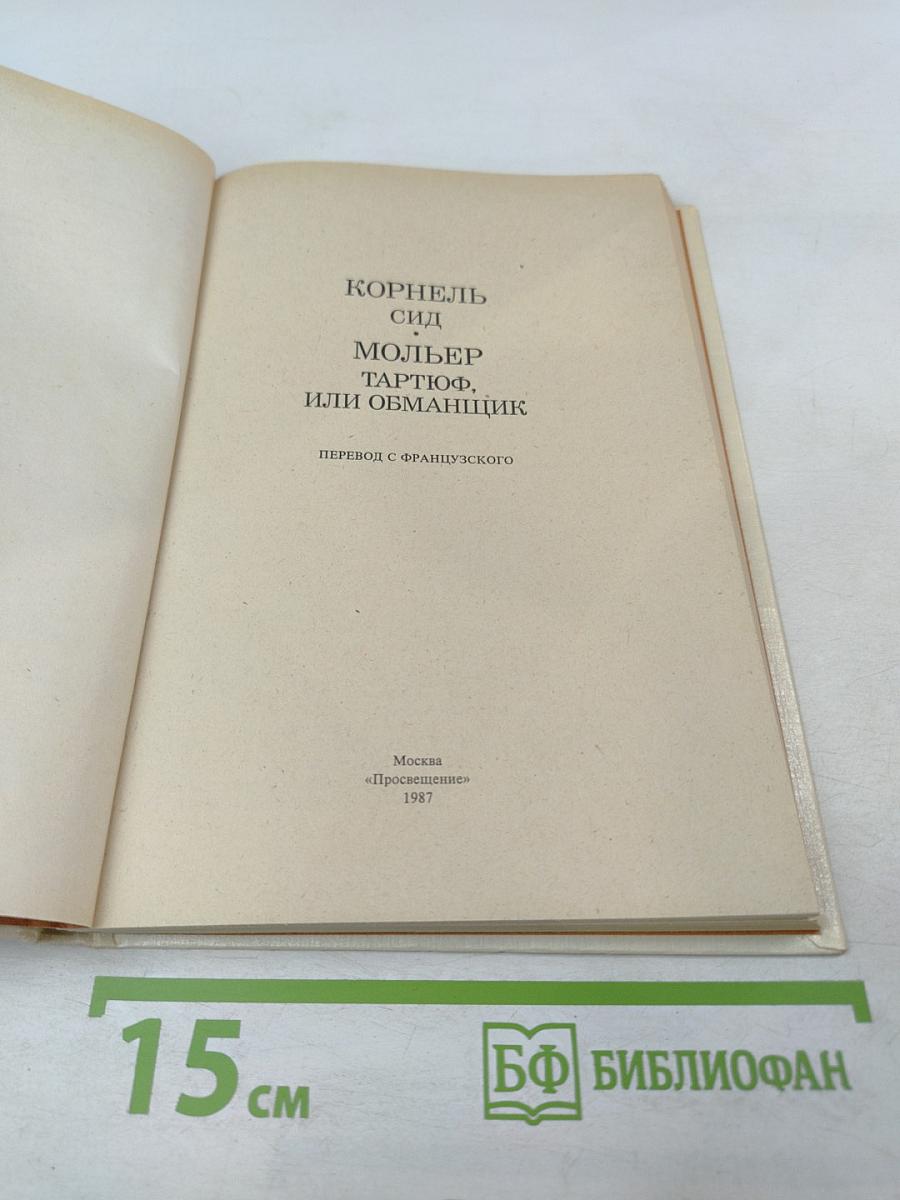 КОРНЕЛЬ
СИД
•
МОЛЬЕР
ТАРТЮФ,
ИЛИ ОБМАНЩИК
ПЕРЕВОД С ФРАНЦУЗСКОГО
Москва
«Просвещение»
1987
15 см
БФ БИБЛИОФАН